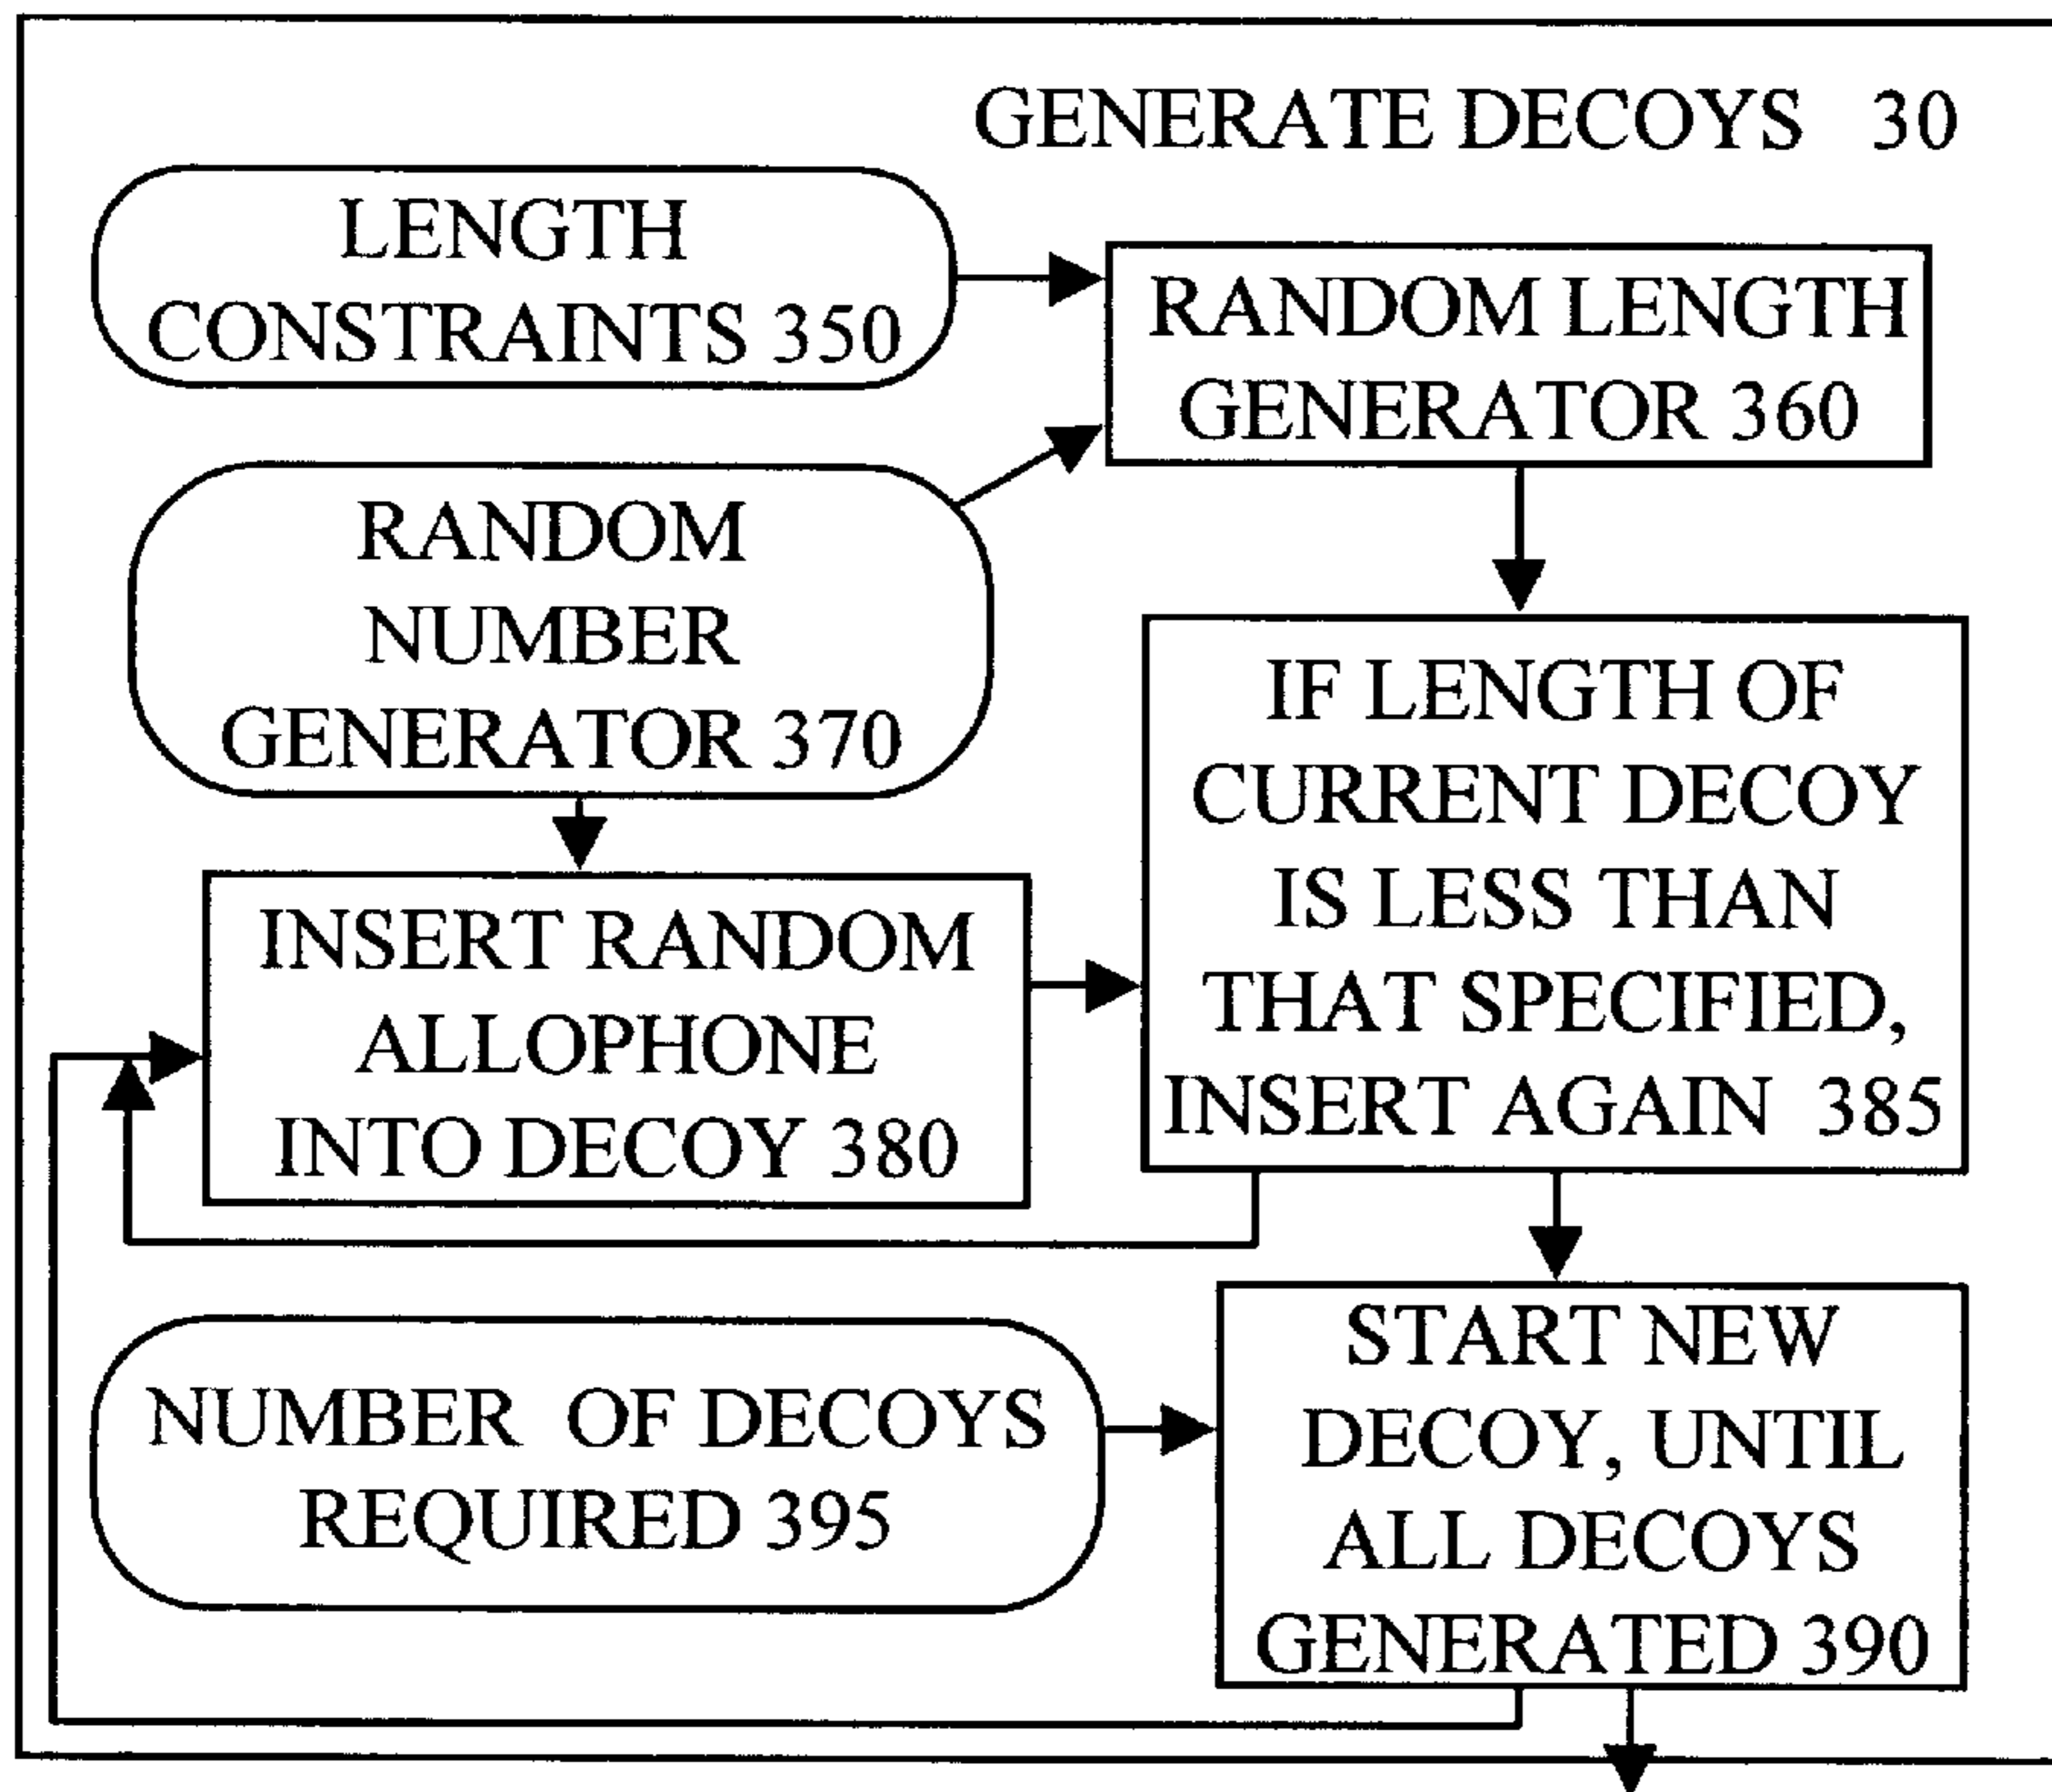 GENERATE DECOYS 30
LENGTH
CONSTRAINTS 350
RANDOM LENGTH
GENERATOR 360
RANDOM
NUMBER
GENERATOR 370
IF LENGTH OF
CURRENT DECOY
IS LESS THAN
THAT SPECIFIED,
INSERT AGAIN 385
INSERT RANDOM
ALLOPHONE
INTO DECOY 380
NUMBER OF DECOYS
REQUIRED 395
START NEW
DECOY, UNTIL
ALL DECOYS
GENERATED 390